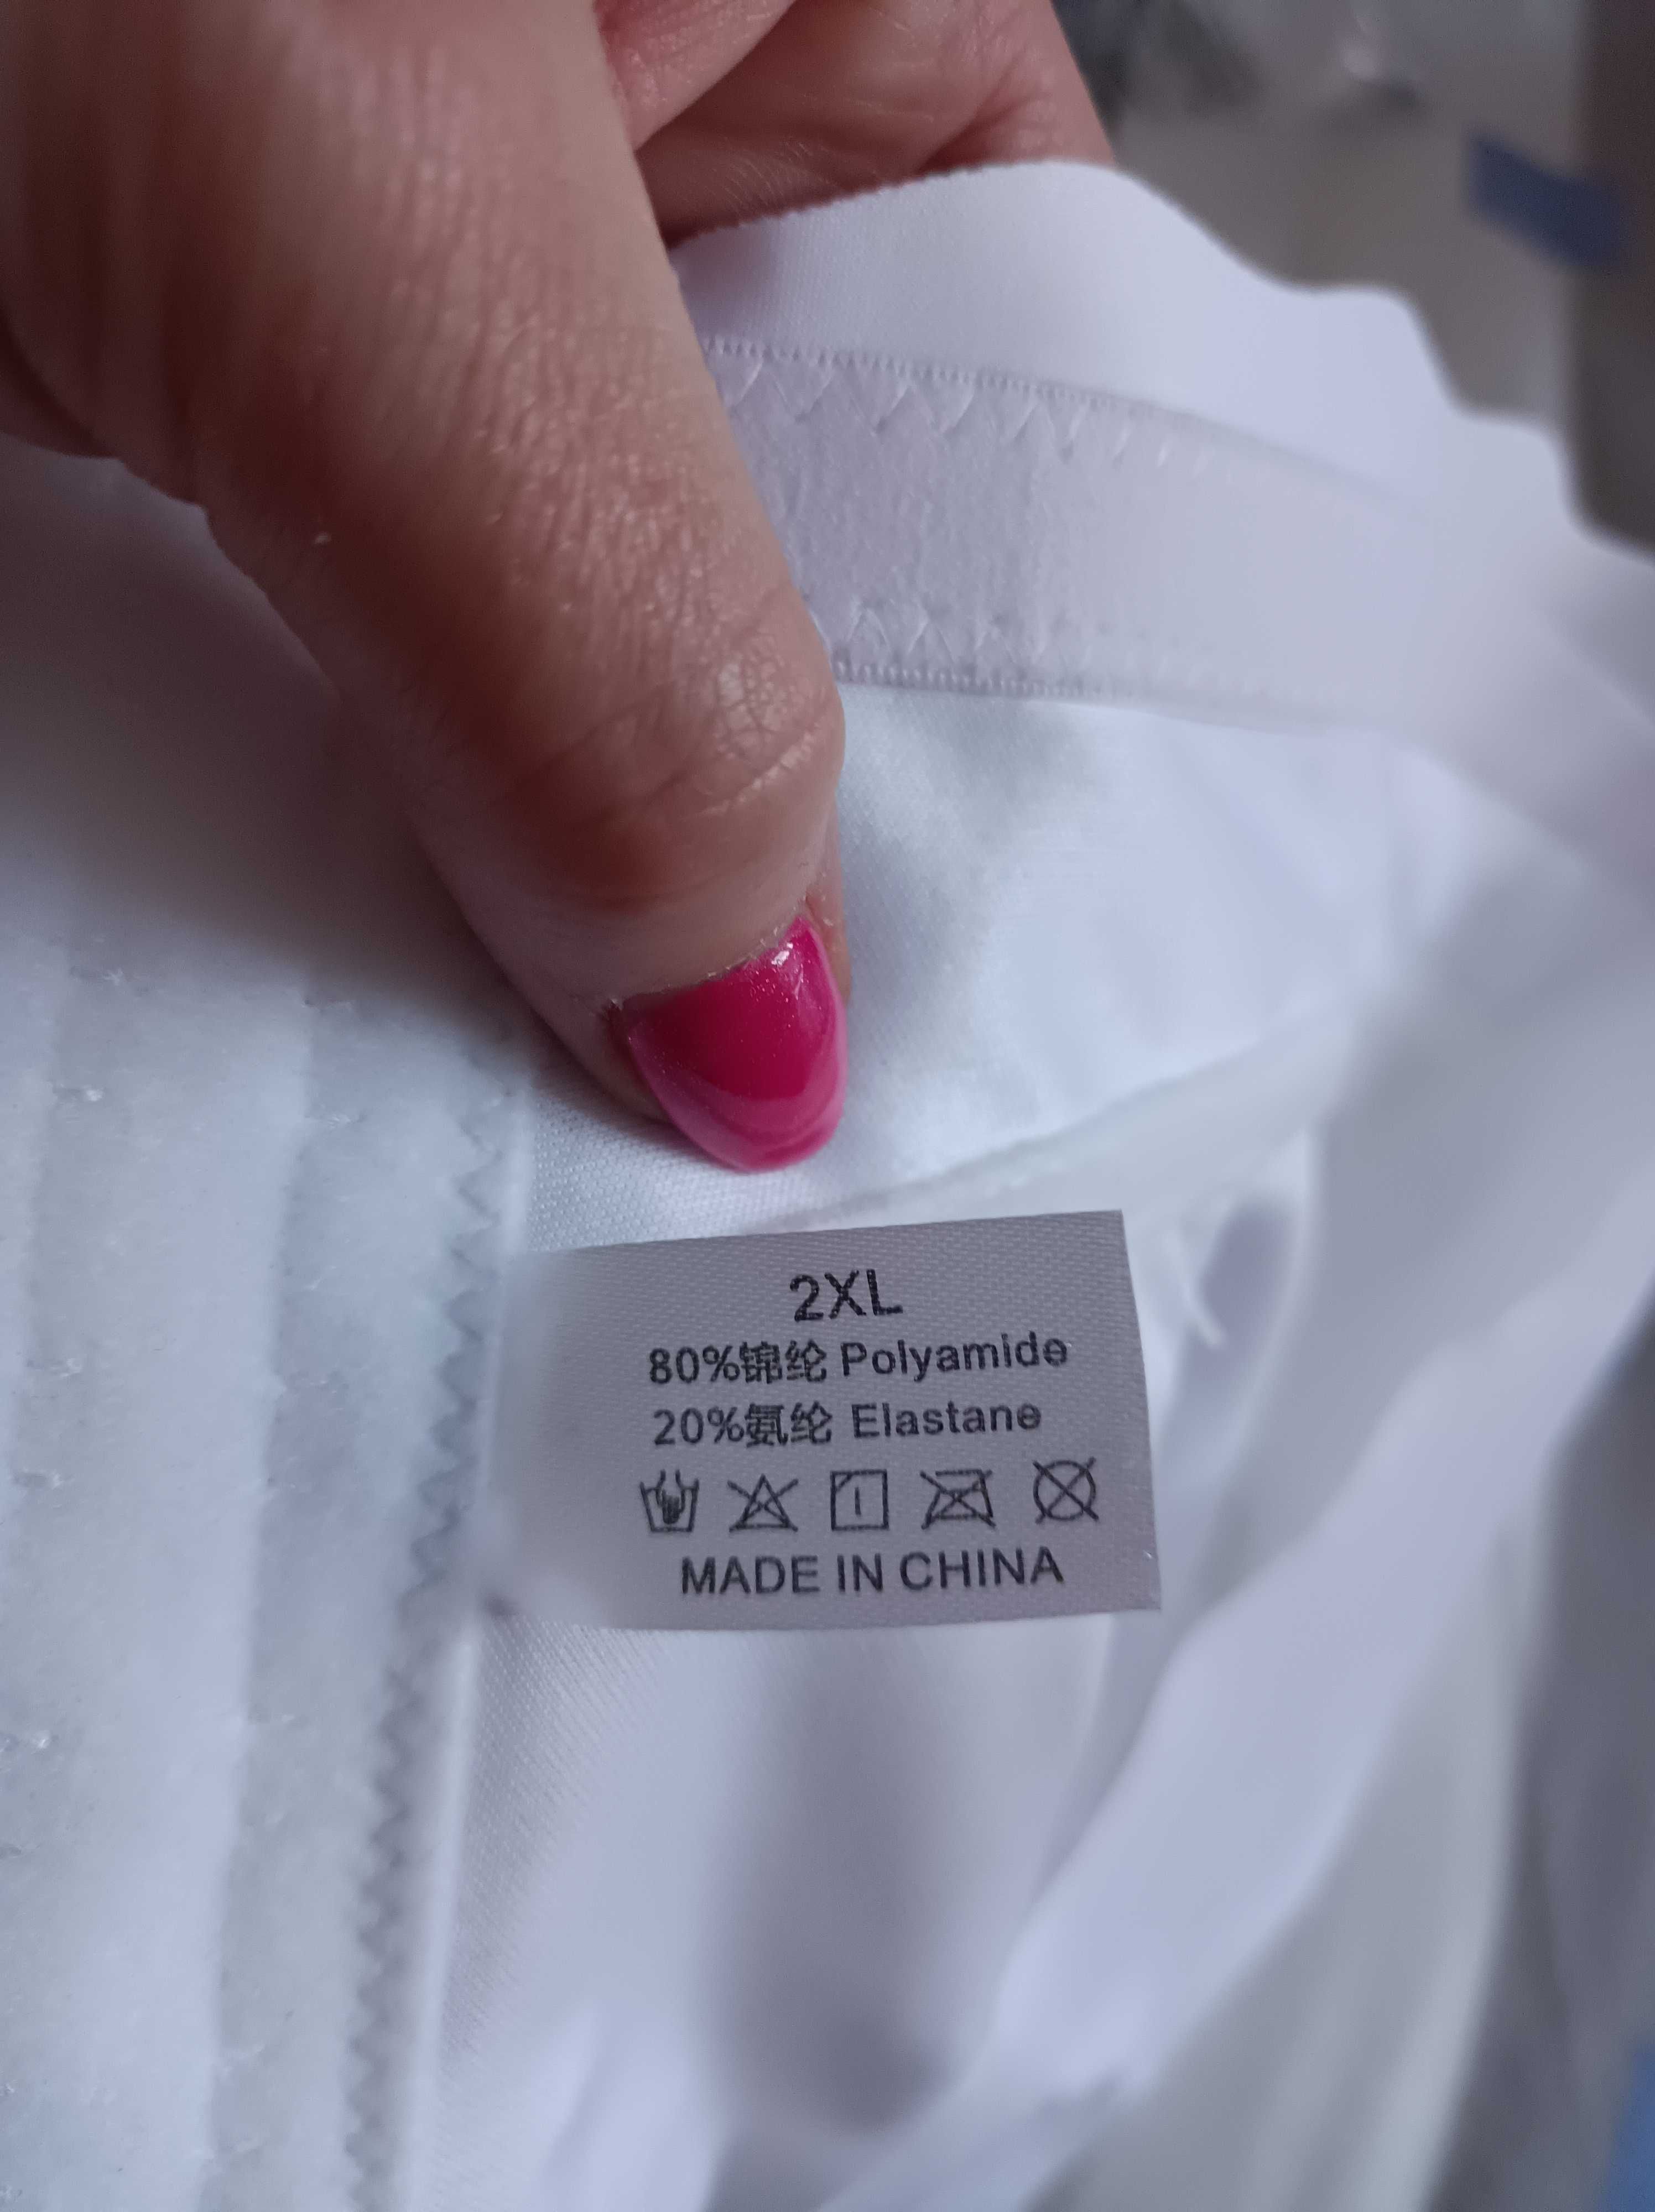 2XL
80%锦纶 Polyamide
20%氨纶 Elastane
MADE IN CHINA